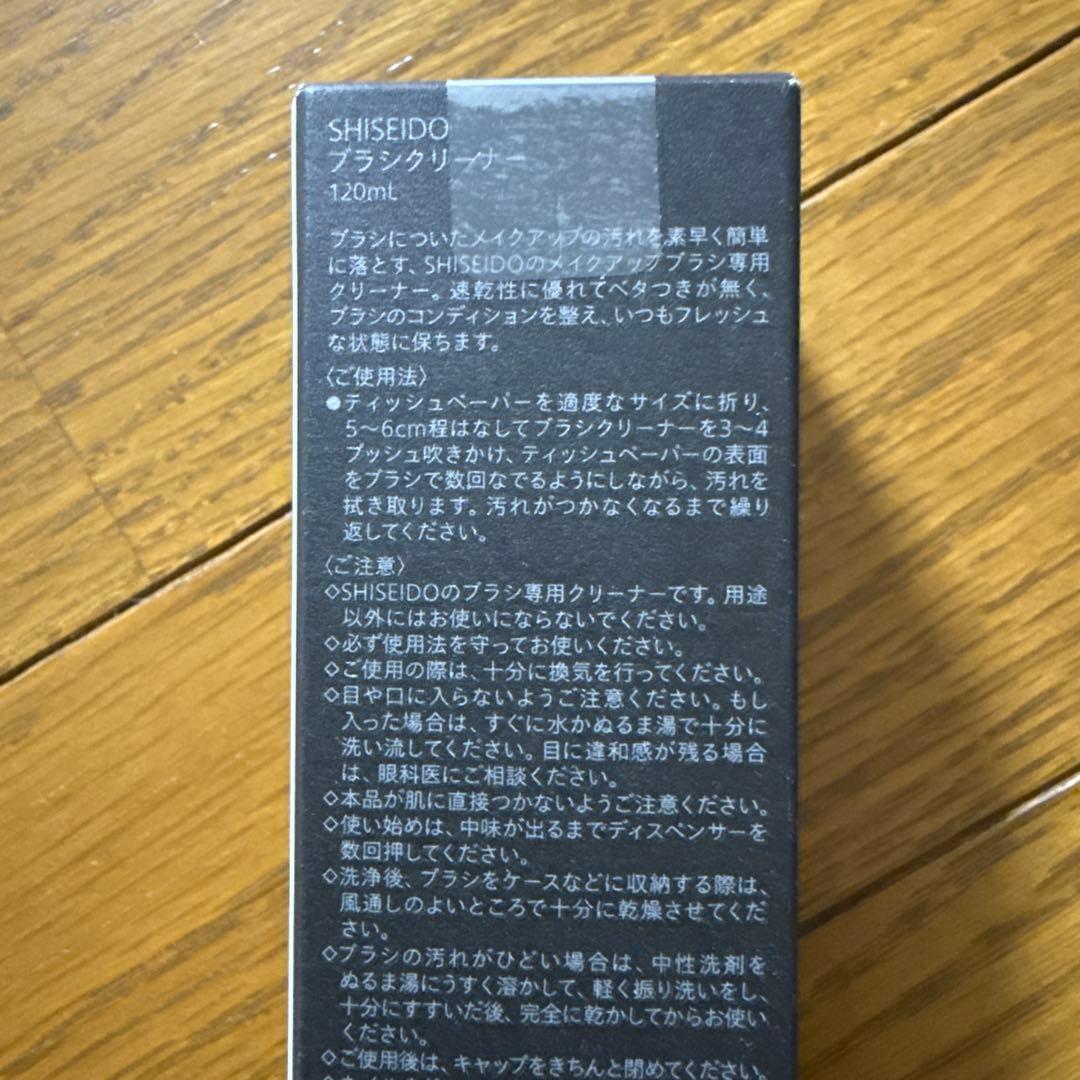 SHISEIDO
ブラシクリーナー
120mL
ブラシについたメイクアップの汚れを素早く簡単
に落とす、SHISEIDOのメイクアップブラシ専用
クリーナー。速乾性に優れてベタつきが無く、
ブラシのコンディションを整え、いつもフレッシュ
な状態に保ちます。
〈ご使用法〉
●ティッシュペーパーを適度なサイズに折り、
5〜6cm程はなしてブラシクリーナーを3〜4
プッシュ吹きかけ、ティッシュペーパーの表面
をブラシで数回なでるようにしながら、汚れを
拭き取ります。汚れがつかなくなるまで繰り
返してください。
〈ご注意〉
◇SHISEIDOのブラシ専用クリーナーです。用途
以外にはお使いにならないでください。
◇必ず使用法を守ってお使いください。
◇ご使用の際は、十分に換気を行ってください。
◇目や口に入らないようご注意ください。もし
入った場合は、すぐに水かぬるま湯で十分に
洗い流してください。目に違和感が残る場合
は、眼科医にご相談ください。
◇本品が肌に直接つかないようご注意ください。
◇使い始めは、中味が出るまでディスペンサーを
数回押してください。
◇洗浄後、ブラシをケースなどに収納する際は、
風通しのよいところで十分に乾燥させてくだ
さい。
◇ブラシの汚れがひどい場合は、中性洗剤を
ぬるま湯にうすく溶かして、軽く振り洗いをし、
十分にすすいだ後、完全に乾かしてからお使い
ください。
◇ご使用後は、キャップをきちんと閉めてください。